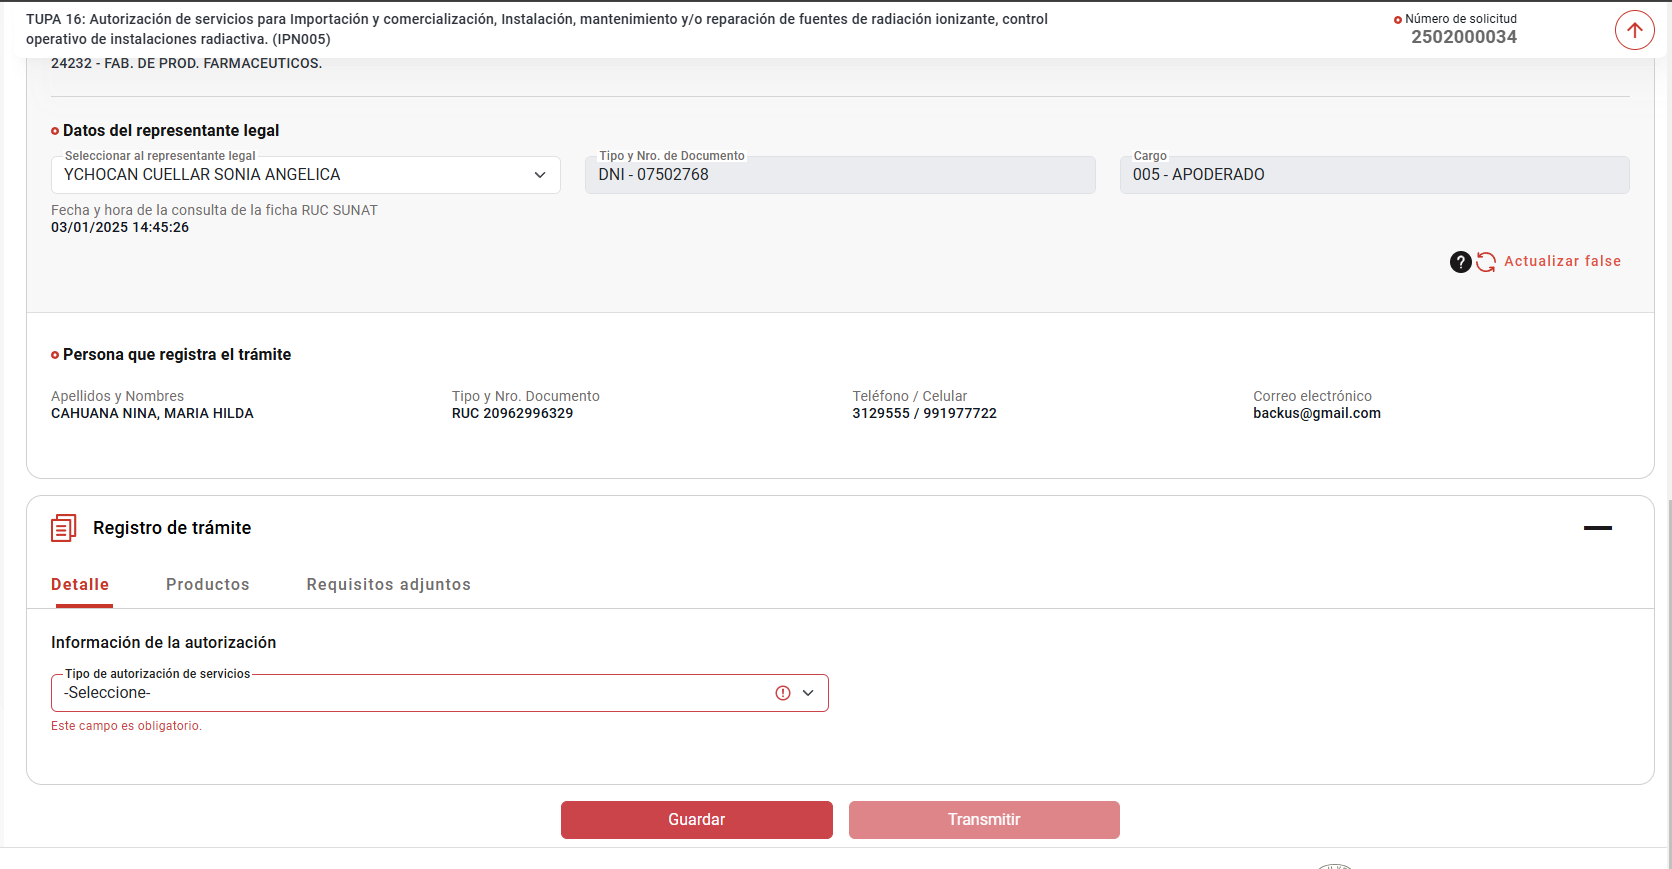 TUPA 16: Autorización de servicios para Importación y comercialización, Instalación, mantenimiento y/o reparación de fuentes de radiación ionizante, control
operativo de instalaciones radiactiva. (IPN005)
Número de solicitud
2502000034
24232 - FAB. DE PROD. FARMACEUTICOS.
Datos del representante legal
Seleccionar al representante legal
YCHOCAN CUELLAR SONIA ANGELICA
Tipo y Nro. de Documento
DNI - 07502768
Cargo
005 - APODERADO
Fecha y hora de la consulta de la ficha RUC SUNAT
03/01/2025 14:45:26
? Actualizar false
Persona que registra el trámite
Apellidos y Nombres
CAHUANA NINA, MARIA HILDA
Tipo y Nro. Documento
RUC 20962996329
Teléfono / Celular
3129555 / 991977722
Correo electrónico
backus@gmail.com
Registro de trámite
Detalle Productos Requisitos adjuntos
Información de la autorización
Tipo de autorización de servicios
-Seleccione-
Este campo es obligatorio.
Guardar Transmitir